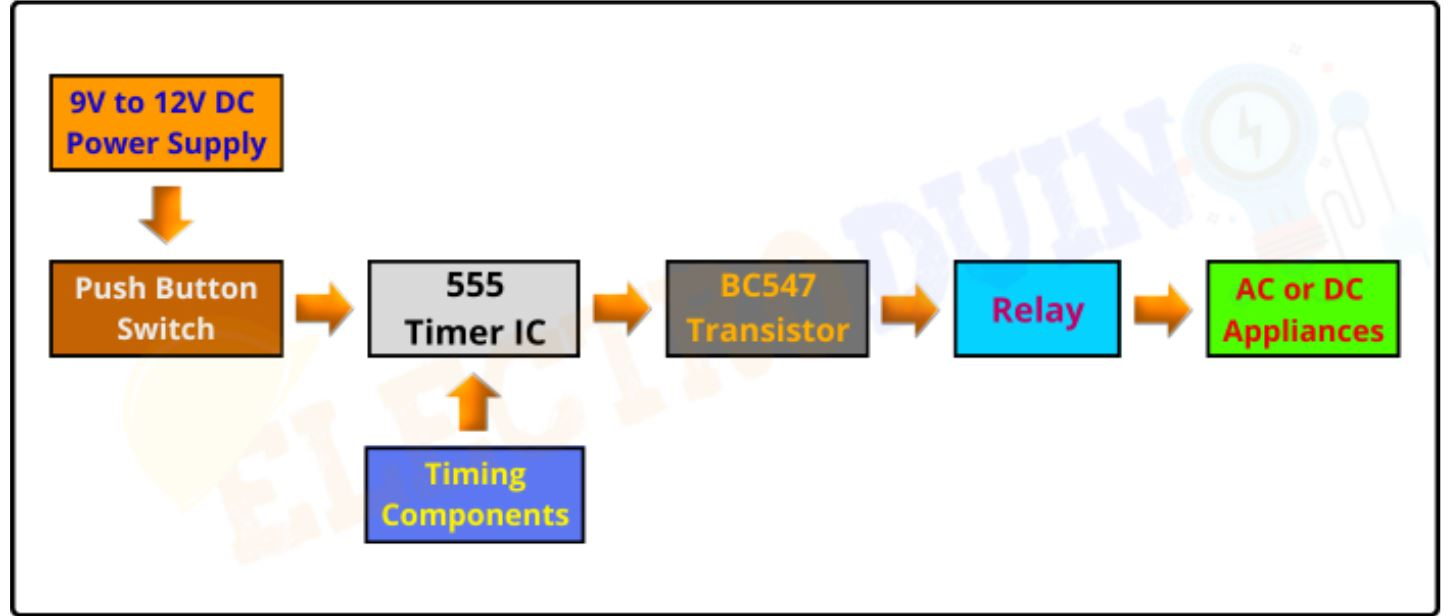 9V to 12V DC
Power Supply
Push Button
Switch
555
Timer IC
BC547
Transistor
Relay
AC or DC
Appliances
Timing
Components
ELECTRADUINO